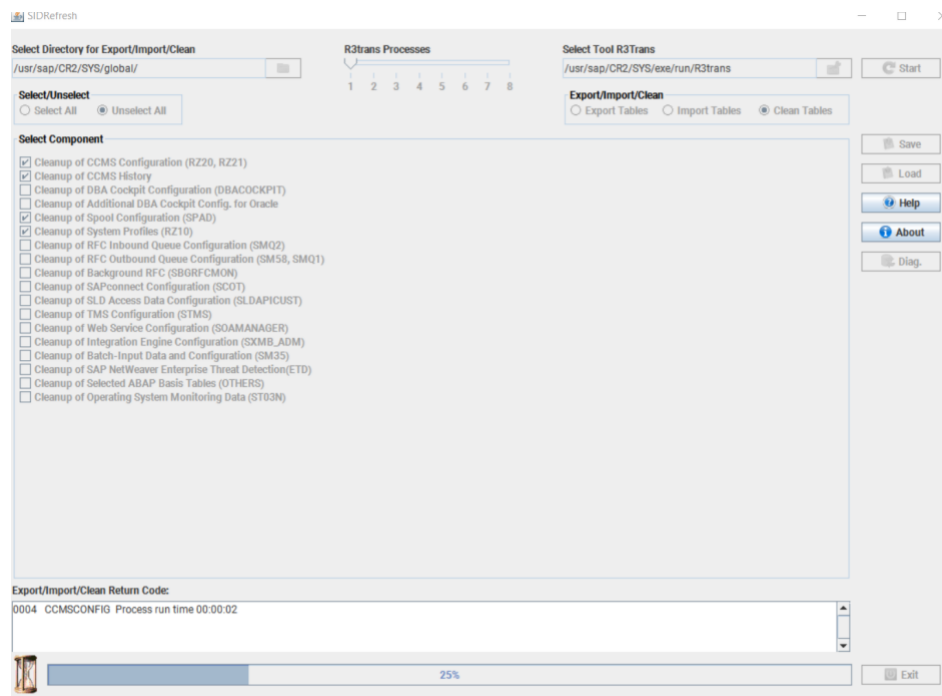 SIDRefresh
Select Directory for Export/Import/Clean
R3trans Processes
Select Tool R3Trans
/usr/sap/CR2/SYS/global/
/usr/sap/CR2/SYS/exe/run/R3trans
Start
1 2 3 4 5 6 7 8
Select/Unselect
Select All
Unselect All
Export/Import/Clean
Export Tables
Import Tables
Clean Tables
Select Component
Save
Load
Help
About
Diag.
Cleanup of CCMS Configuration (RZ20, RZ21)
Cleanup of CCMS History
Cleanup of DBA Cockpit Configuration (DBACOCKPIT)
Cleanup of Additional DBA Cockpit Config. for Oracle
Cleanup of Spool Configuration (SPAD)
Cleanup of System Profiles (RZ10)
Cleanup of RFC Inbound Queue Configuration (SMQ2)
Cleanup of RFC Outbound Queue Configuration (SM58, SMQ1)
Cleanup of Background RFC (SBGRFCMON)
Cleanup of SAPconnect Configuration (SCOT)
Cleanup of SLD Access Data Configuration (SLDAPICUST)
Cleanup of TMS Configuration (STMS)
Cleanup of Web Service Configuration (SOAMANAGER)
Cleanup of Integration Engine Configuration (SXMB_ADM)
Cleanup of Batch-Input Data and Configuration (SM35)
Cleanup of SAP NetWeaver Enterprise Threat Detection(ETD)
Cleanup of Selected ABAP Basis Tables (OTHERS)
Cleanup of Operating System Monitoring Data (ST03N)
Export/Import/Clean Return Code:
0004 CCMSCONFIG Process run time 00:00:02
25%
Exit